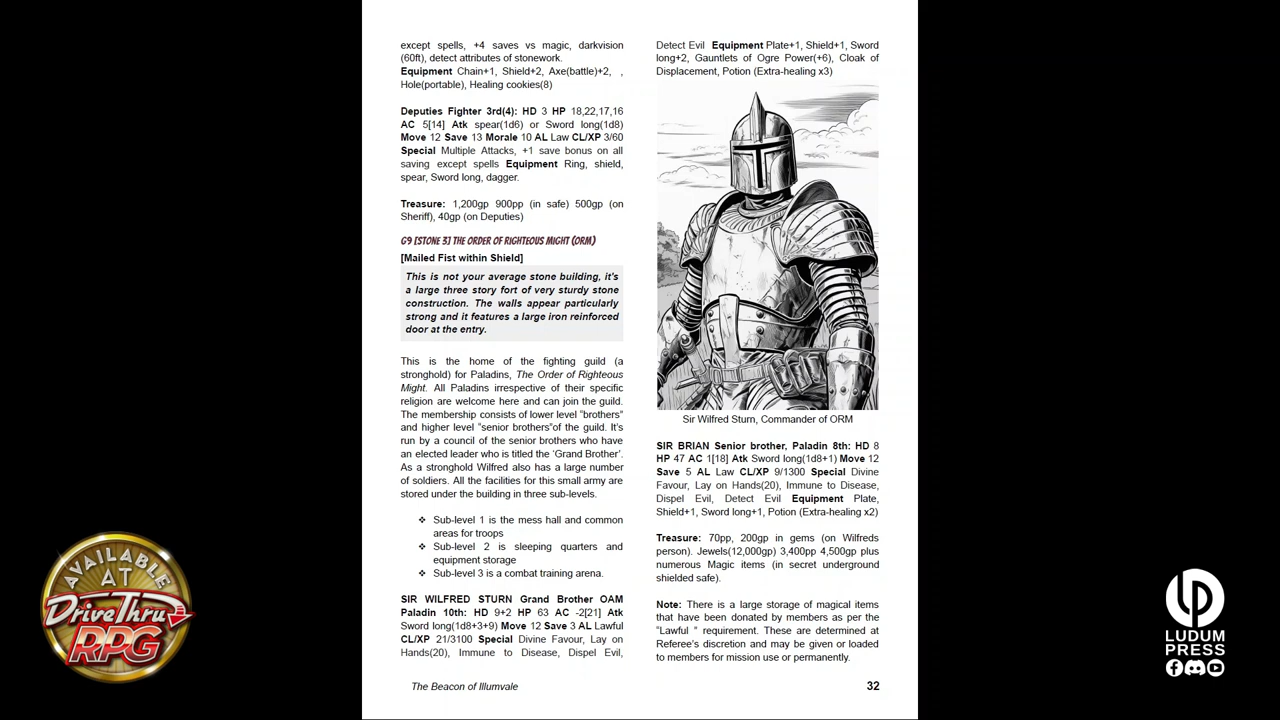 except spells, +4 saves vs magic, darkvision
(60ft), detect attributes of stonework.
Equipment Chain+1, Shield+2, Axe(battle)+2, ,
Hole(portable), Healing cookies(8)
Deputies Fighter 3rd(4): HD 3 HP 18,22,17,16
AC 5[14] Atk spear(1d6) or Sword long(1d8)
Move 12 Save 13 Morale 10 AL Law CL/XP 3/60
Special Multiple Attacks, +1 save bonus on all
saving except spells Equipment Ring, shield,
spear, Sword long, dagger.
Treasure: 1,200gp 900pp (in safe) 500gp (on
Sheriff), 40gp (on Deputies)
G9 [STONE 3] THE ORDER OF RIGHTEOUS MIGHT (ORM)
[Mailed Fist within Shield]
This is not your average stone building, it's
a large three story fort of very sturdy stone
construction. The walls appear particularly
strong and it features a large iron reinforced
door at the entry.
This is the home of the fighting guild (a
stronghold) for Paladins, The Order of Righteous
Might. All Paladins irrespective of their specific
religion are welcome here and can join the guild.
The membership consists of lower level "brothers"
and higher level "senior brothers"of the guild. It's
run by a council of the senior brothers who have
an elected leader who is titled the 'Grand Brother'.
As a stronghold Wilfred also has a large number
of soldiers. All the facilities for this small army are
stored under the building in three sub-levels.
❖ Sub-level 1 is the mess hall and common
areas for troops
❖ Sub-level 2 is sleeping quarters and
equipment storage
❖ Sub-level 3 is a combat training arena.
SIR WILFRED STURN Grand Brother OAM
Paladin 10th: HD 9+2 HP 63 AC -2[21] Atk
Sword long(1d8+3+9) Move 12 Save 3 AL Lawful
CL/XP 21/3100 Special Divine Favour, Lay on
Hands(20), Immune to Disease, Dispel Evil,
Detect Evil Equipment Plate+1, Shield+1, Sword
long+2, Gauntlets of Ogre Power(+6), Cloak of
Displacement, Potion (Extra-healing x3)
Sir Wilfred Sturn, Commander of ORM
SIR BRIAN Senior brother, Paladin 8th: HD 8
HP 47 AC 1[18] Atk Sword long(1d8+1) Move 12
Save 5 AL Law CL/XP 9/1300 Special Divine
Favour, Lay on Hands(20), Immune to Disease,
Dispel Evil, Detect Evil Equipment Plate,
Shield+1, Sword long+1, Potion (Extra-healing x2)
Treasure: 70pp, 200gp in gems (on Wilfreds
person). Jewels(12,000gp) 3,400pp 4,500gp plus
numerous Magic items (in secret underground
shielded safe).
Note: There is a large storage of magical items
that have been donated by members as per the
"Lawful " requirement. These are determined at
Referee's discretion and may be given or loaded
to members for mission use or permanently.
The Beacon of Illumvale
32
AVAILABLE
AT
DriveThru
RPG
LUDUM
PRESS